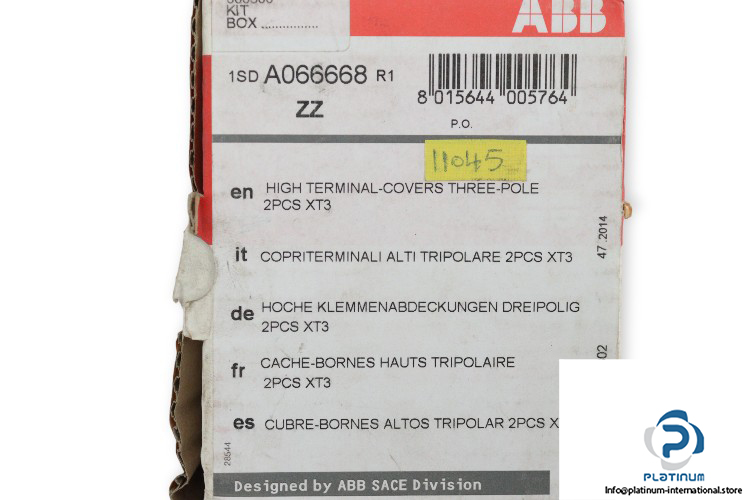 KIT
BOX ................
ABB
1SD A066668 R1
ZZ
8 015644 005764
P.O.
11045
en HIGH TERMINAL-COVERS THREE-POLE
2PCS XT3
it COPRITERMINALI ALTI TRIPOLARE 2PCS XT3
de HOCHE KLEMMENABDECKUNGEN DREIPOLIG
2PCS XT3
fr CACHE-BORNES HAUTS TRIPOLAIRE
2PCS XT3
es CUBRE-BORNES ALTOS TRIPOLAR 2PCS X
47.2014
02
28544
Designed by ABB SACE Division
PLATINUM
INTERNATIONAL
Info@platinum-international.store